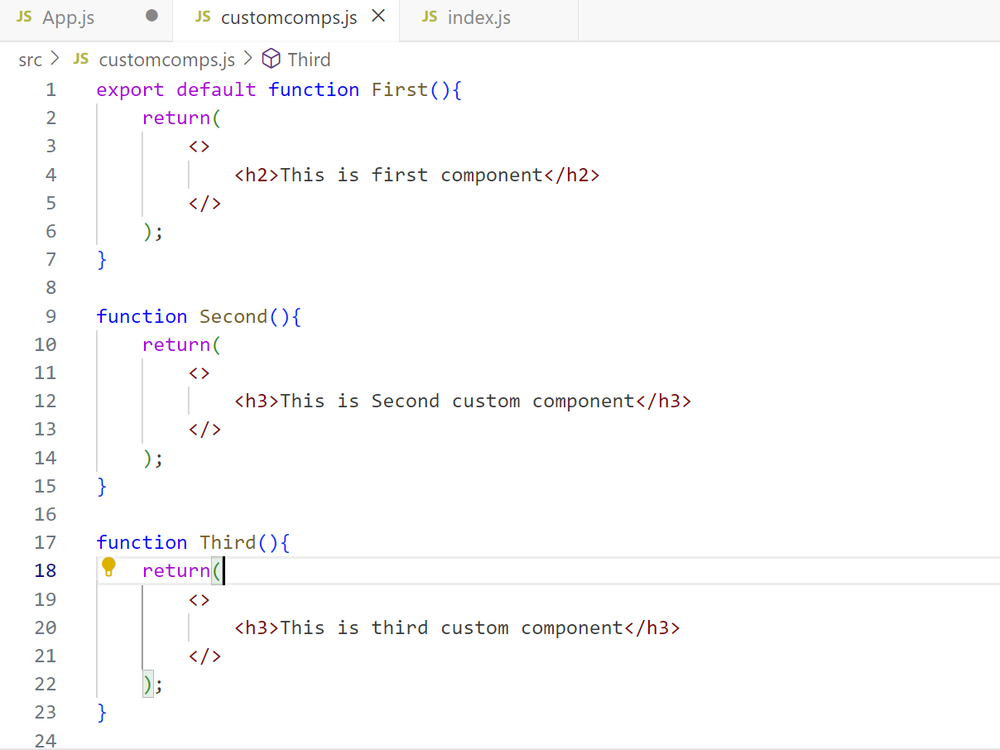 JS App.js JS customcomps.js JS index.js
src JS customcomps.js Third
1 export default function First(){
2 return(
3 <>
4 <h2>This is first component</h2>
5 </>
6 );
7 }
8
9 function Second(){
10 return(
11 <>
12 <h3>This is Second custom component</h3>
13 </>
14 );
15 }
16
17 function Third(){
18 return(
19 <>
20 <h3>This is third custom component</h3>
21 </>
22 );
23 }
24